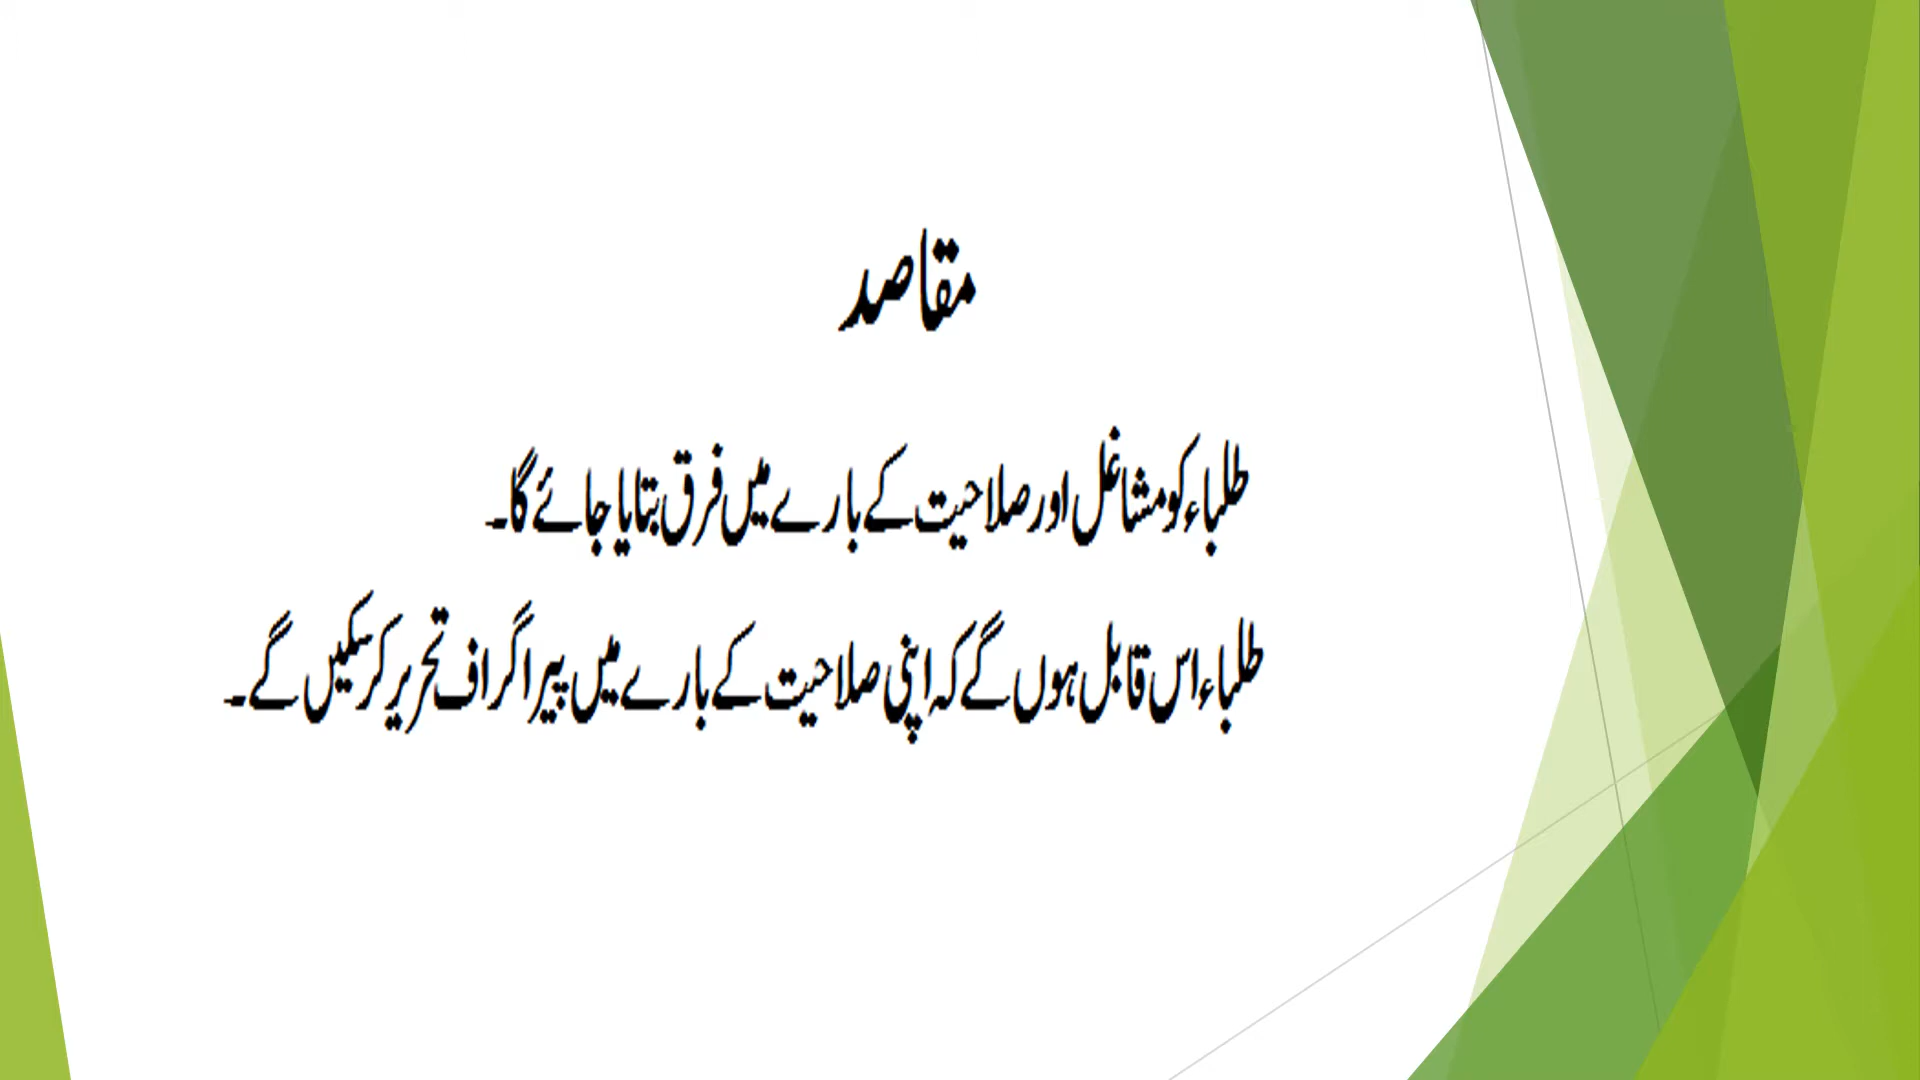 مقاصد
طلباء کو مشاغل اور صلاحیت کے بارے میں فرق بتایا جائے گا۔
طلباء اس قابل ہوں گے کہ اپنی صلاحیت کے بارے میں پیراگراف تحریر کر سکیں گے۔